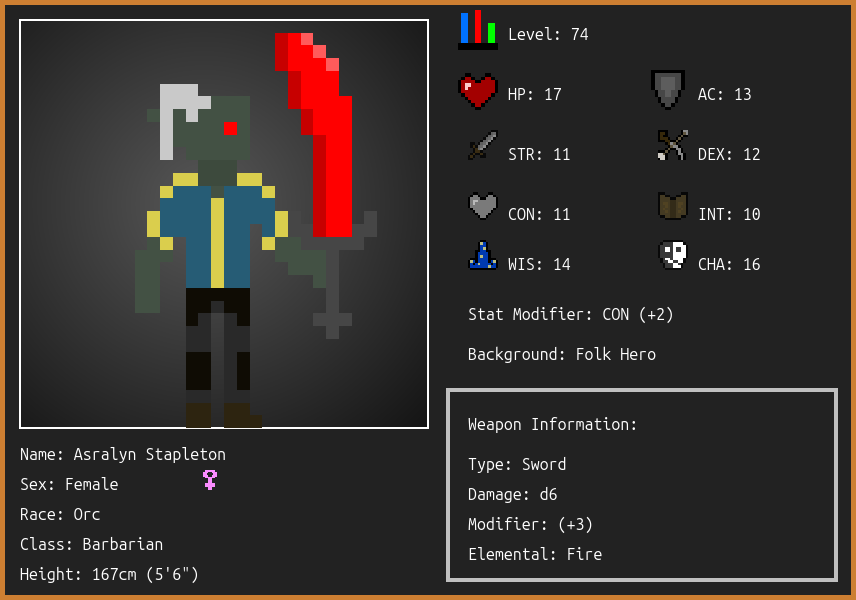 Level: 74
HP: 17
AC: 13
STR: 11
DEX: 12
CON: 11
INT: 10
WIS: 14
CHA: 16
Stat Modifier: CON (+2)
Background: Folk Hero
Weapon Information:
Type: Sword
Damage: d6
Modifier: (+3)
Elemental: Fire
Name: Asralyn Stapleton
Sex: Female
Race: Orc
Class: Barbarian
Height: 167cm (5'6")